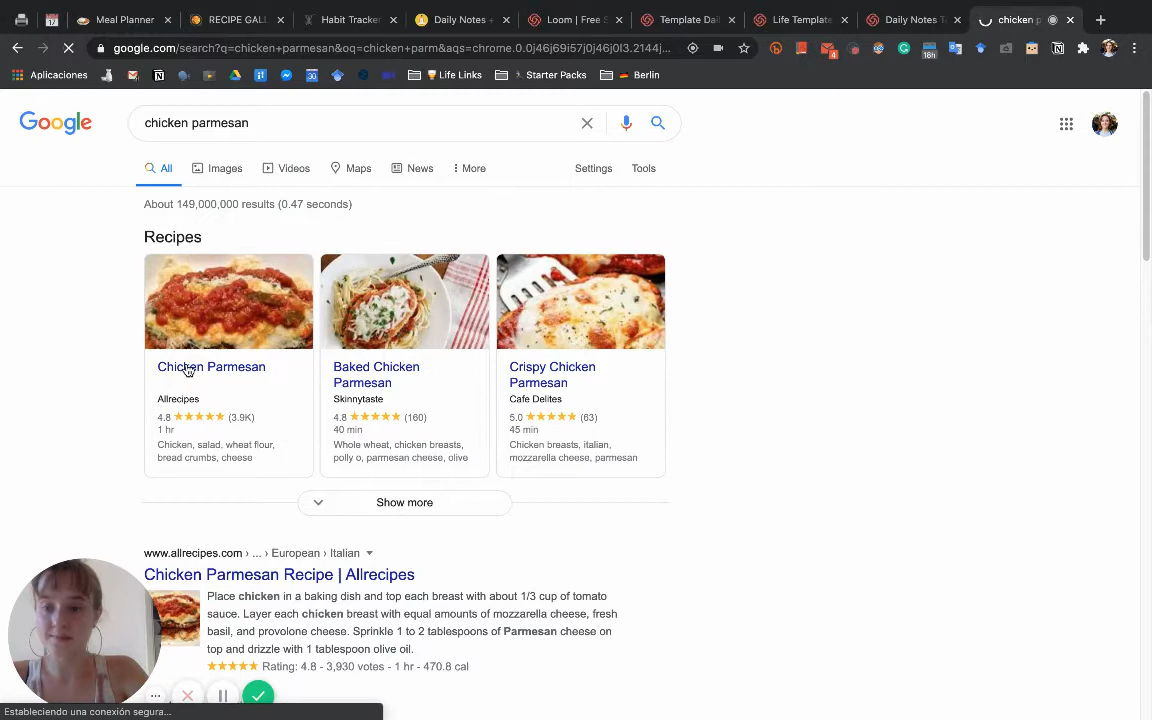 Meal Planner
RECIPE GALL
Habit Tracker
Daily Notes +
Loom | Free S
Template Dai
Life Template
Daily Notes T
chicken p
google.com/search?q=chicken+parmesan&oq=chicken+parm&aqs=chrome.0.0j46j69i57j0j46j0l3.2144j...
4
18h
Aplicaciones
30
Life Links
Starter Packs
Berlin
Google
chicken parmesan
All
Images
Videos
Maps
News
More
Settings
Tools
About 149,000,000 results (0.47 seconds)
Recipes
Chicken Parmesan
Allrecipes
4.8 ★★★★★ (3.9K)
1 hr
Chicken, salad, wheat flour,
bread crumbs, cheese
Baked Chicken
Parmesan
Skinnytaste
4.8 ★★★★★ (160)
40 min
Whole wheat, chicken breasts,
polly o, parmesan cheese, olive
Crispy Chicken
Parmesan
Cafe Delites
5.0 ★★★★★ (63)
45 min
Chicken breasts, italian,
mozzarella cheese, parmesan
Show more
www.allrecipes.com › ... › European › Italian
Chicken Parmesan Recipe | Allrecipes
Place chicken in a baking dish and top each breast with about 1/3 cup of tomato
sauce. Layer each chicken breast with equal amounts of mozzarella cheese, fresh
basil, and provolone cheese. Sprinkle 1 to 2 tablespoons of Parmesan cheese on
top and drizzle with 1 tablespoon olive oil.
★★★★★ Rating: 4.8 - 3,930 votes - 1 hr - 470.8 cal
Estableciendo una conexión segura...